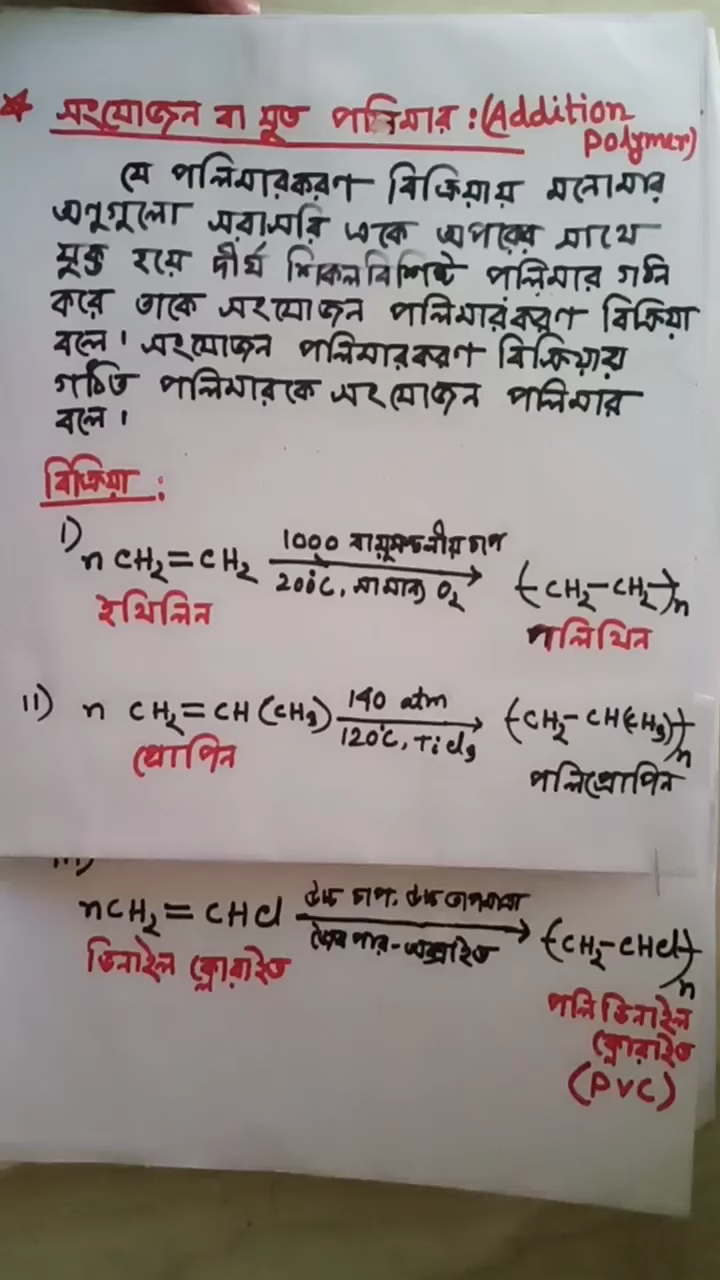 * সংযোজন বা যুত পলিমার : (Addition Polymer)
যে পলিমারকরণ বিক্রিয়ায় মনোমার
অণুগুলো সরাসরি একে অপরের সাথে
যুক্ত হয়ে দীর্ঘ শিকলবিশিষ্ট পলিমার গঠন
করে তাকে সংযোজন পলিমারকরণ বিক্রিয়া
বলে। সংযোজন পলিমারকরণ বিক্রিয়ায়
গঠিত পলিমারকে সংযোজন পলিমার
বলে।
বিক্রিয়া :
i) n CH₂=CH₂ 1000 বায়ুমন্ডলীয় চাপ
200°C, সামান্য O₂ (-CH₂-CH₂-)n
ইথিলিন পলিথিন
ii) n CH₂=CH(CH₃) 140 atm
120°C, TiCl₃ (-CH₂-CH(CH₃)-)n
প্রোপিন পলিপ্রোপিন
iii)
nCH₂=CHCl উচ্চ চাপ, উচ্চ তাপমাত্রা
জৈব পার-অক্সাইড (-CH₂-CHCl-)n
ভিনাইল ক্লোরাইড পলিভিনাইল
ক্লোরাইড
(PVC)